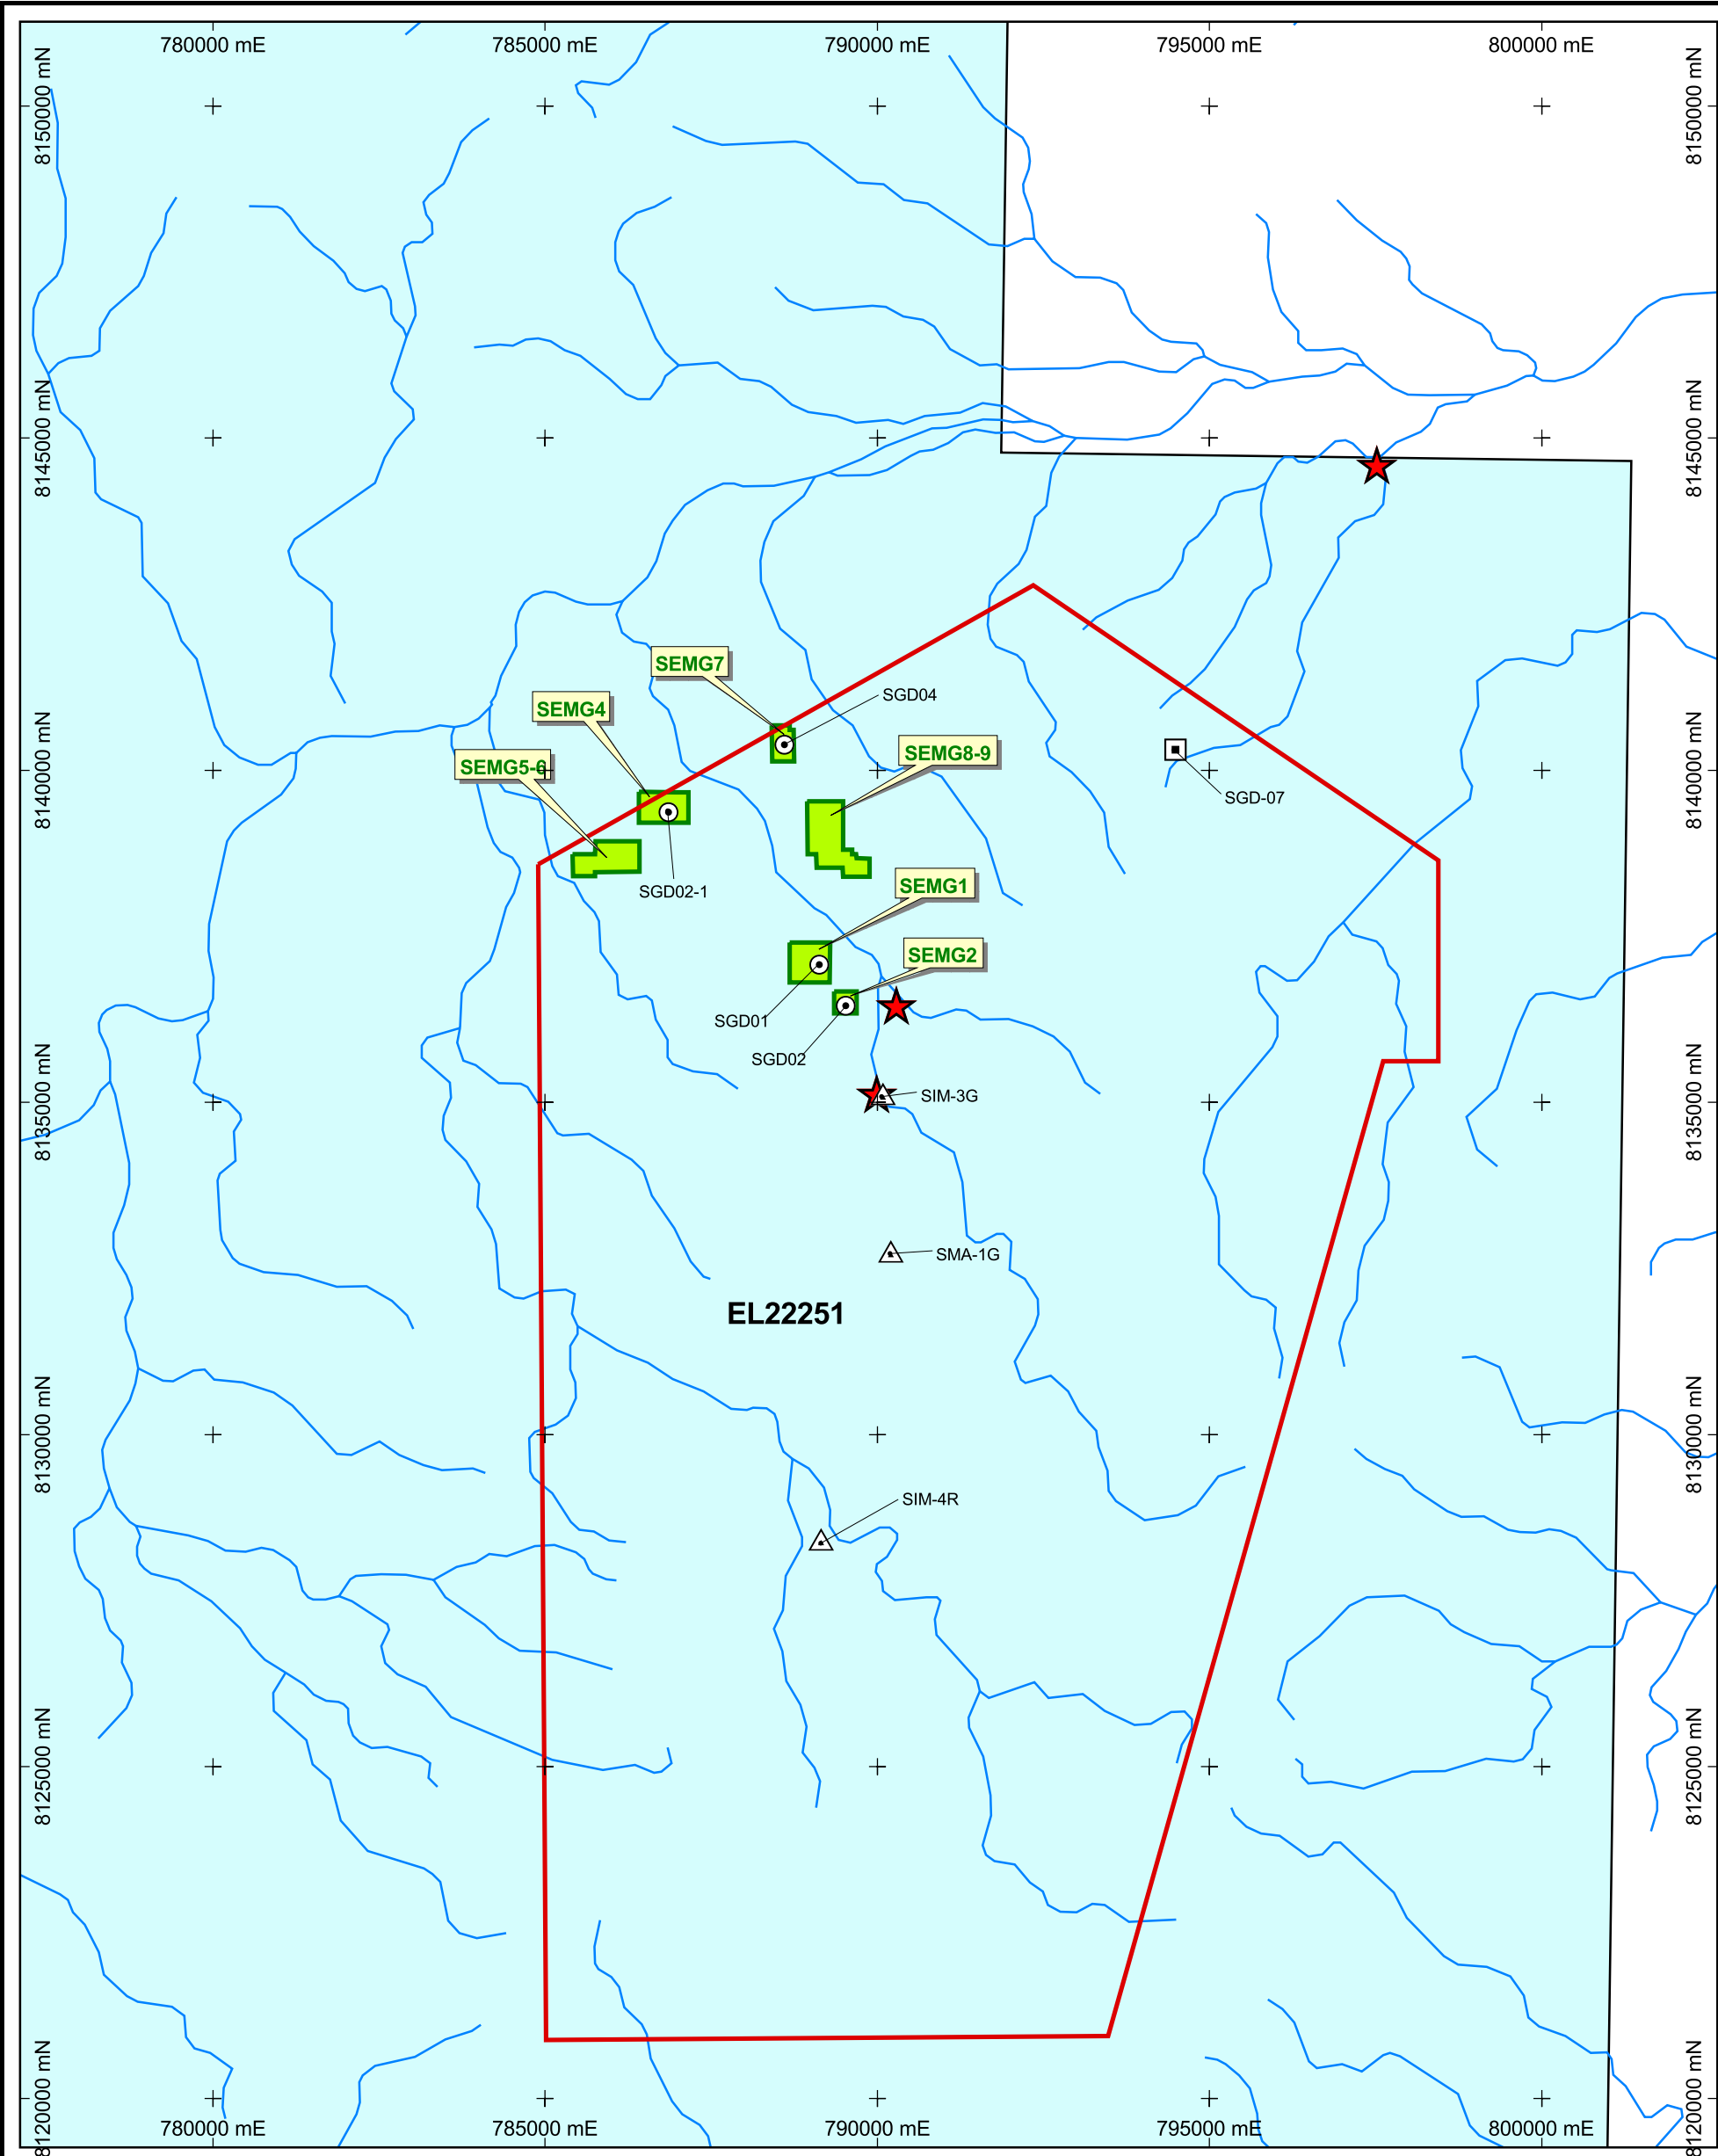 780000 mE
785000 mE
790000 mE
795000 mE
800000 mE
8150000 mN
8150000 mN
8145000 mN
8145000 mN
SEMG7
SGD04
SEMG4
SEMG8-9
SEMG5-6
8140000 mN
8140000 mN
SGD-07
SGD02-1
SEMG1
SEMG2
SGD01
SGD02
SIM-3G
8135000 mN
8135000 mN
SMA-1G
EL22251
8130000 mN
8130000 mN
SIM-4R
8125000 mN
8125000 mN
8120000 mN
8120000 mN
780000 mE
785000 mE
790000 mE
795000 mE
800000 mE